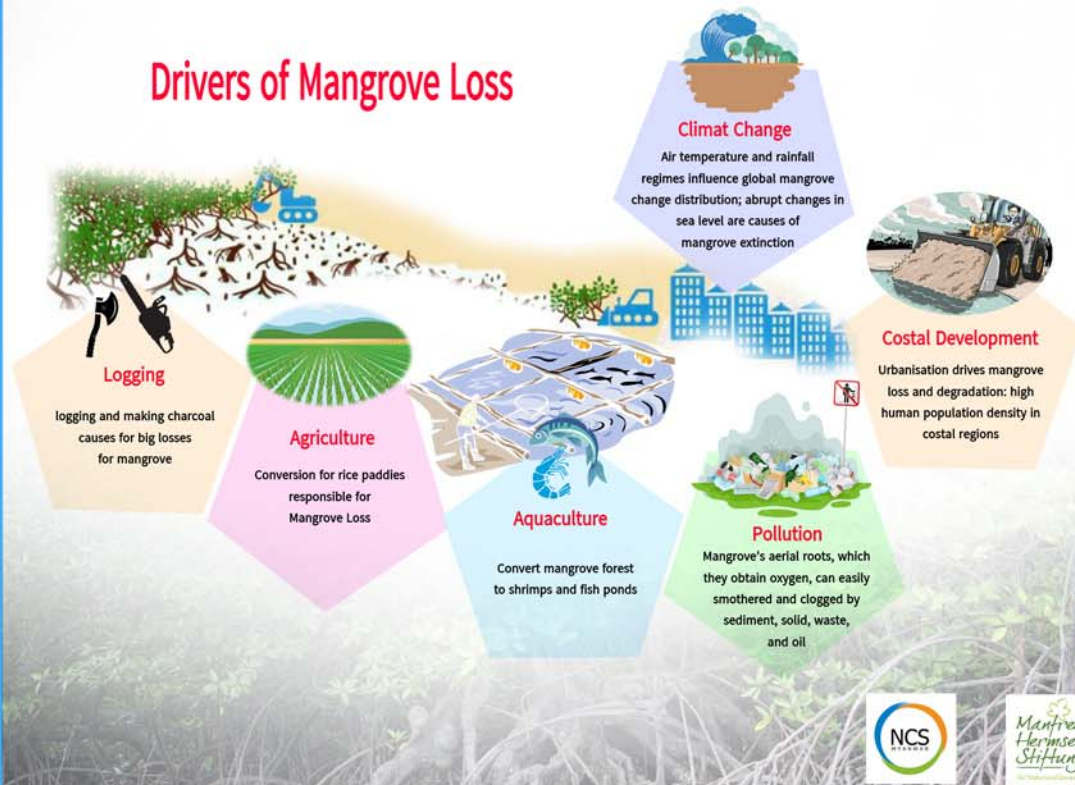 Drivers of Mangrove Loss
Climat Change
Air temperature and rainfall
regimes influence global mangrove
change distribution; abrupt changes in
sea level are causes of
mangrove extinction
Costal Development
Urbanisation drives mangrove
loss and degradation: high
human population density in
costal regions
Logging
logging and making charcoal
causes for big losses
for mangrove
Agriculture
Conversion for rice paddies
responsible for
Mangrove Loss
Aquaculture
Convert mangrove forest
to shrimps and fish ponds
Pollution
Mangrove's aerial roots, which
they obtain oxygen, can easily
smothered and clogged by
sediment, solid, waste,
and oil
NCS
MYANMAR
Manfred
Hermsen
Stiftung